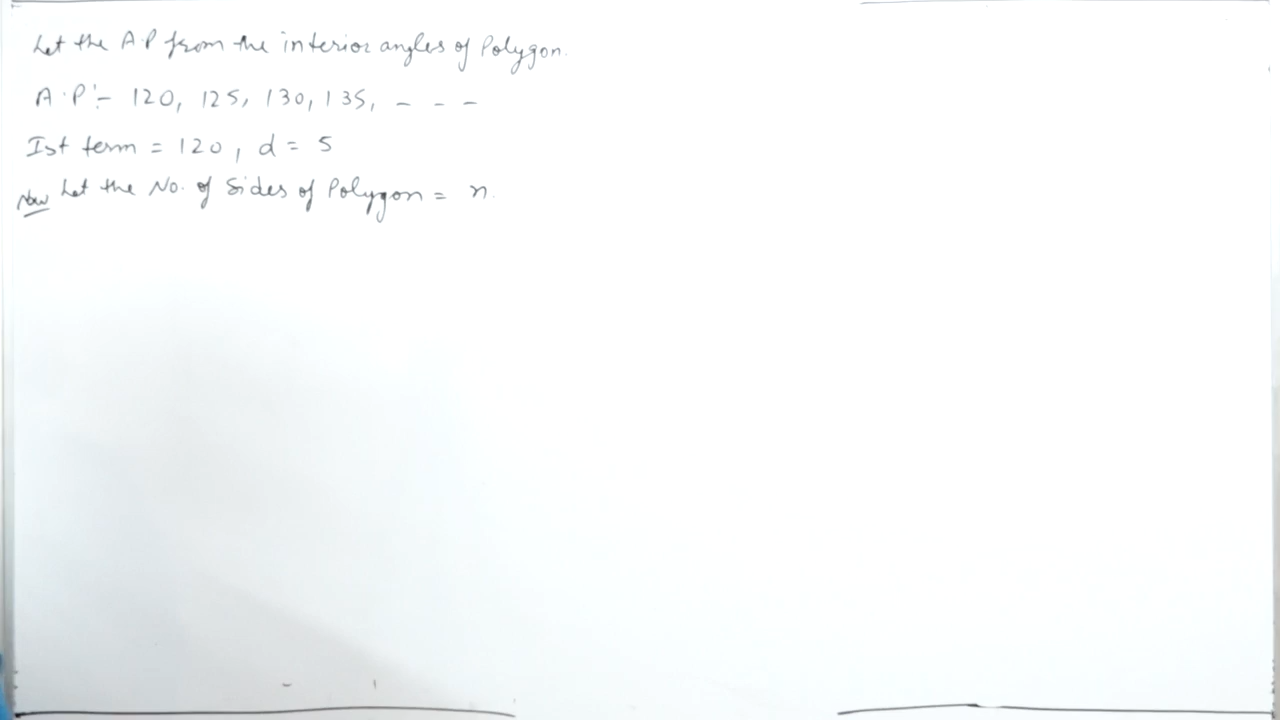 Let the A.P from the interior angles of Polygon.
A.P:- 120, 125, 130, 135, - - -
Ist term = 120, d = 5
Now Let the No. of Sides of Polygon = n.